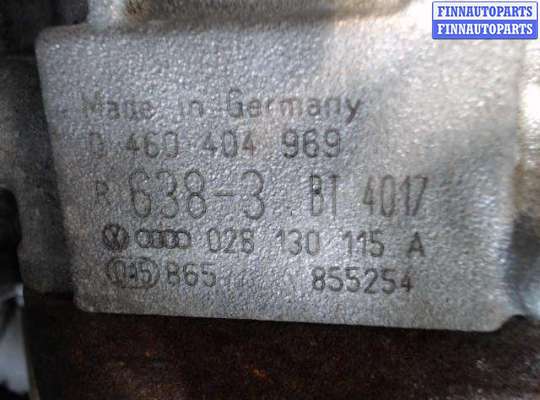 FINNAUTOPARTS
FINNAUTOPARTS
Made in Germany
0 460 404 969
R 638-3 BT 4017
028 130 115 A
865 855254